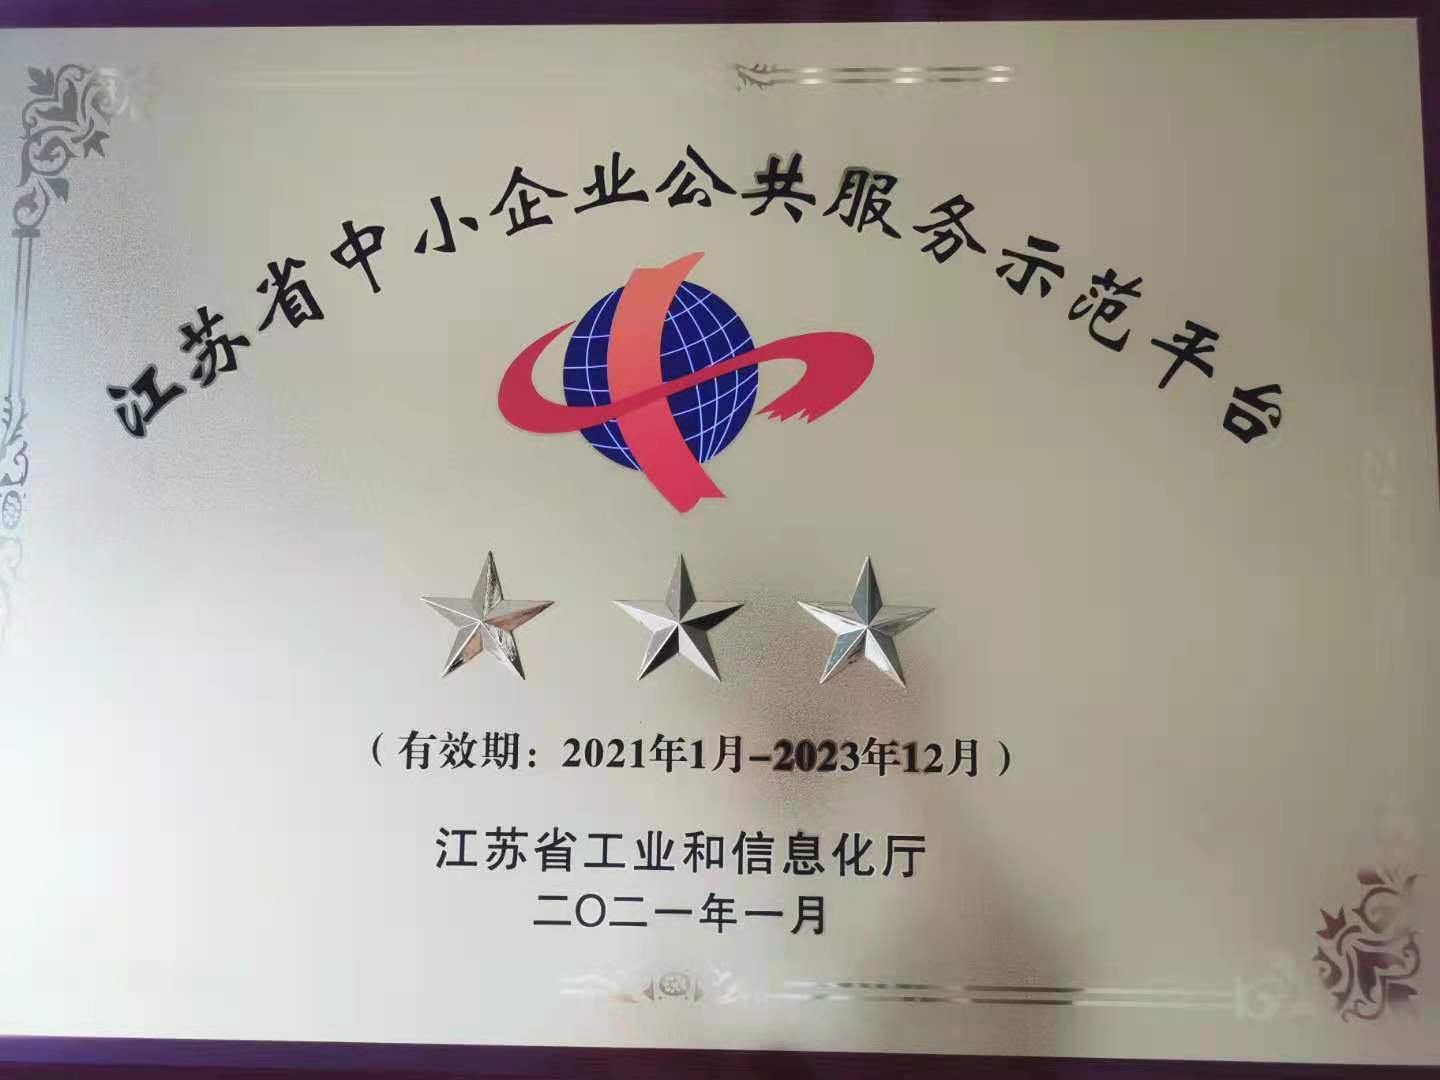 江苏省中小企业公共服务示范平台
（有效期：2021年1月-2023年12月）
江苏省工业和信息化厅
二〇二一年一月